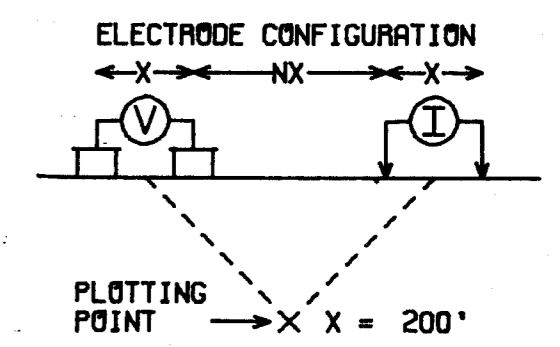 ELECTRODE CONFIGURATION
X NX X
V I
PLOTTING
POINT X X = 200'